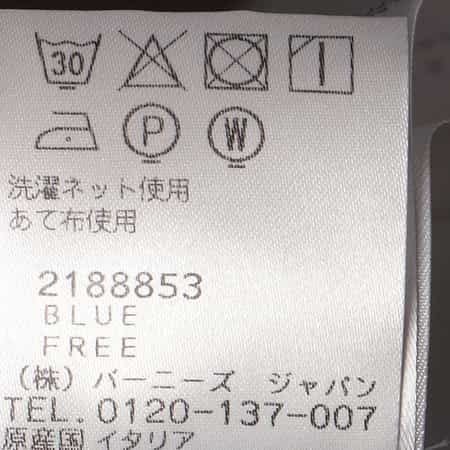 30
P W
洗濯ネット使用
あて布使用
2188853
BLUE
FREE
(株) バーニーズ ジャパン
TEL. 0120-137-007
原産国 イタリア